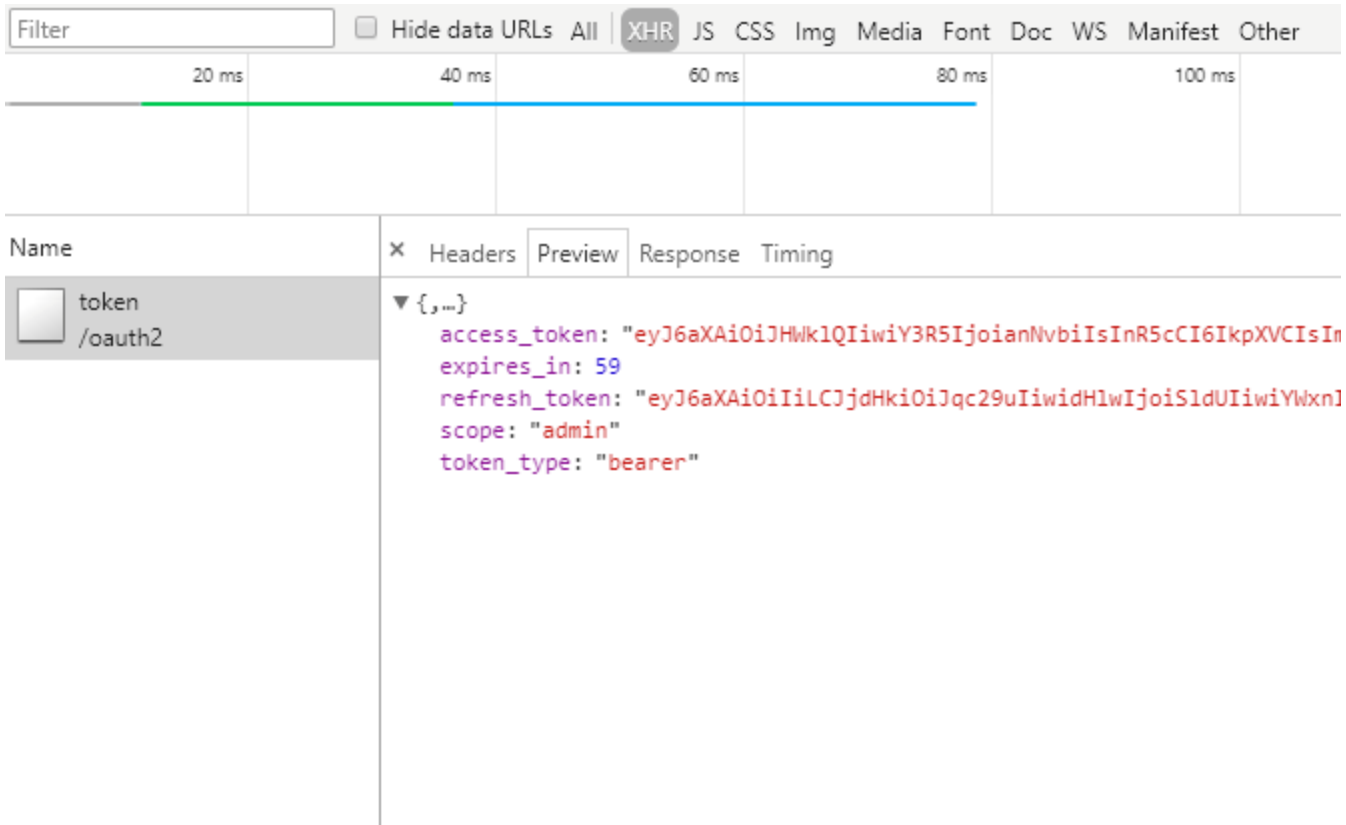 Filter Hide data URLs All XHR JS CSS Img Media Font Doc WS Manifest Other
20 ms 40 ms 60 ms 80 ms 100 ms
Name × Headers Preview Response Timing
token
/oauth2
▼ {,…}
access_token: "eyJ6aXAiOiJHWklQIiwiY3R5IjoianNvbiIsInR5cCI6IkpXVCIsIm
expires_in: 59
refresh_token: "eyJ6aXAiOiIiLCJjdHkiOiJqc29uIiwidHlwIjoiSldUIiwiYWxnI
scope: "admin"
token_type: "bearer"